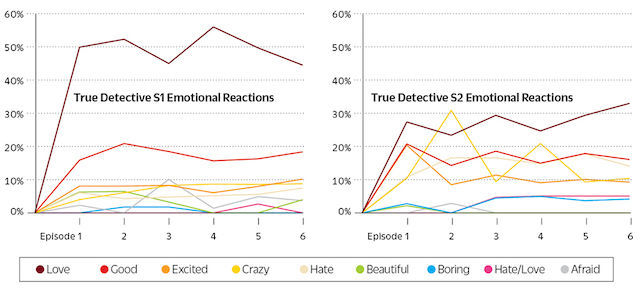 60%
50%
40%
30%
20%
10%
0%
True Detective S1 Emotional Reactions
Episode 1 2 3 4 5 6
60%
50%
40%
30%
20%
10%
0%
True Detective S2 Emotional Reactions
Episode 1 2 3 4 5 6
Love Good Excited Crazy Hate Beautiful Boring Hate/Love Afraid